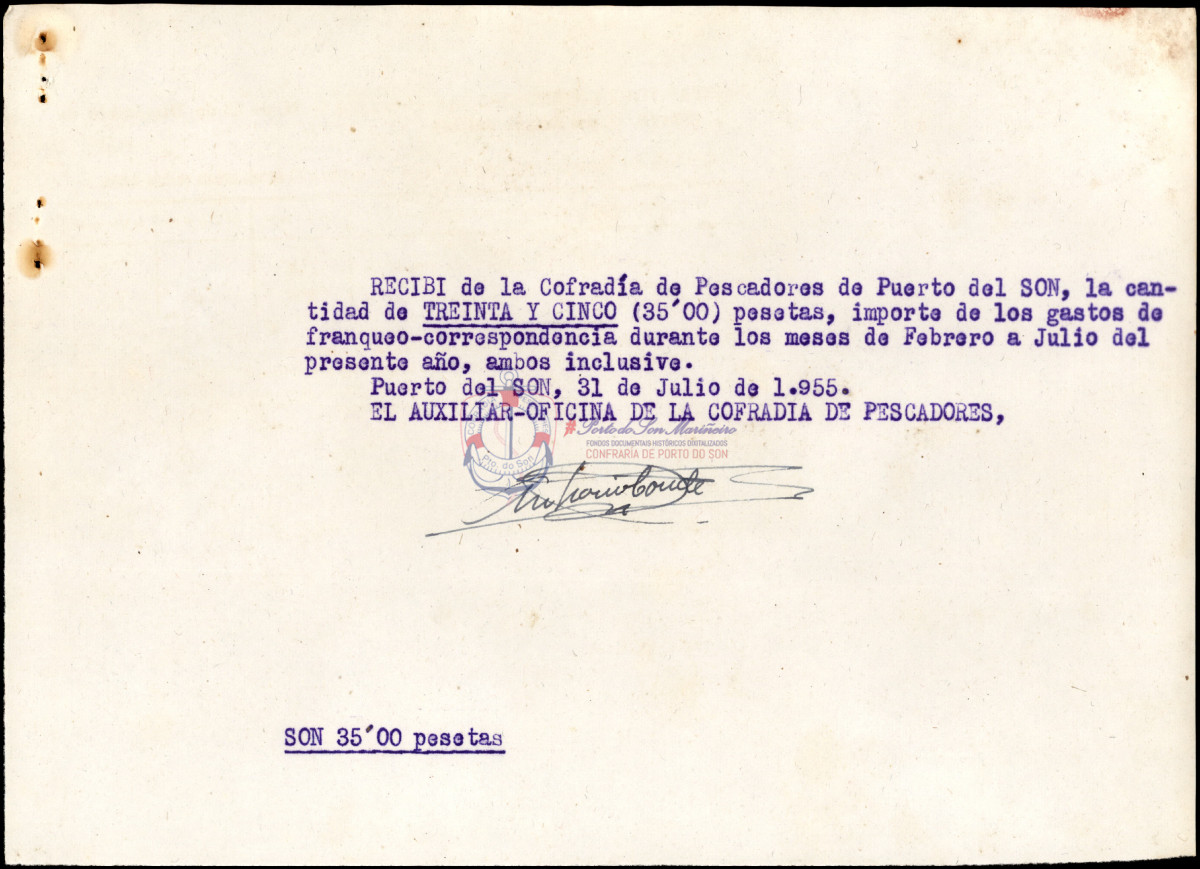 RECIBI de la Cofradía de Pescadores de Puerto del SON, la can-
tidad de TREINTA Y CINCO (35´00) pesetas, importe de los gastos de
franqueo-correspondencia durante los meses de Febrero a Julio del
presente año, ambos inclusive.
Puerto del SON, 31 de Julio de 1.955.
EL AUXILIAR-OFICINA DE LA COFRADIA DE PESCADORES,
#Porto do Son Mariñeiro
FONDOS DOCUMENTAIS HISTÓRICOS DIXITALIZADOS
CONFRARÍA DE PORTO DO SON
Pto. do Son
SON 35´00 pesetas